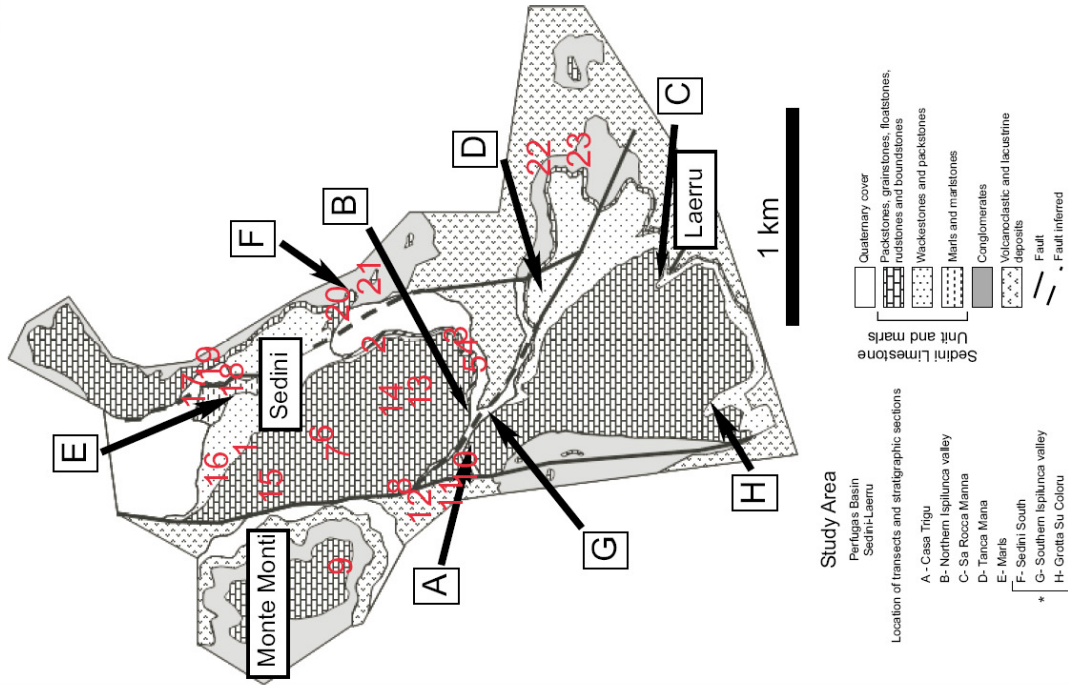 E
17
19
18
16
1
Sedini
F
20
21
15
7
6
14
13
2
B
Monte Monti
9
8
12
11
10
3
4
5
A
D
22
23
G
C
Laerru
H
1 km
Study Area
Perfugas Basin
Sedini-Laerru
Location of transects and stratigraphic sections
A - Casa Trigu
B- Northern Ispilunca valley
C- Sa Rocca Manna
D- Tanca Mana
E- Marls
F- Sedini South
* G- Southern Ispilunca valley
H- Grotta Su Coloru
Sedini Limestone
Unit and marls
Quaternary cover
Packstones, grainstones, floatstones,
rudstones and boundstones
Wackestones and packstones
Marls and marlstones
Conglomerates
Volcanoclastic and lacustrine
deposits
Fault
Fault inferred